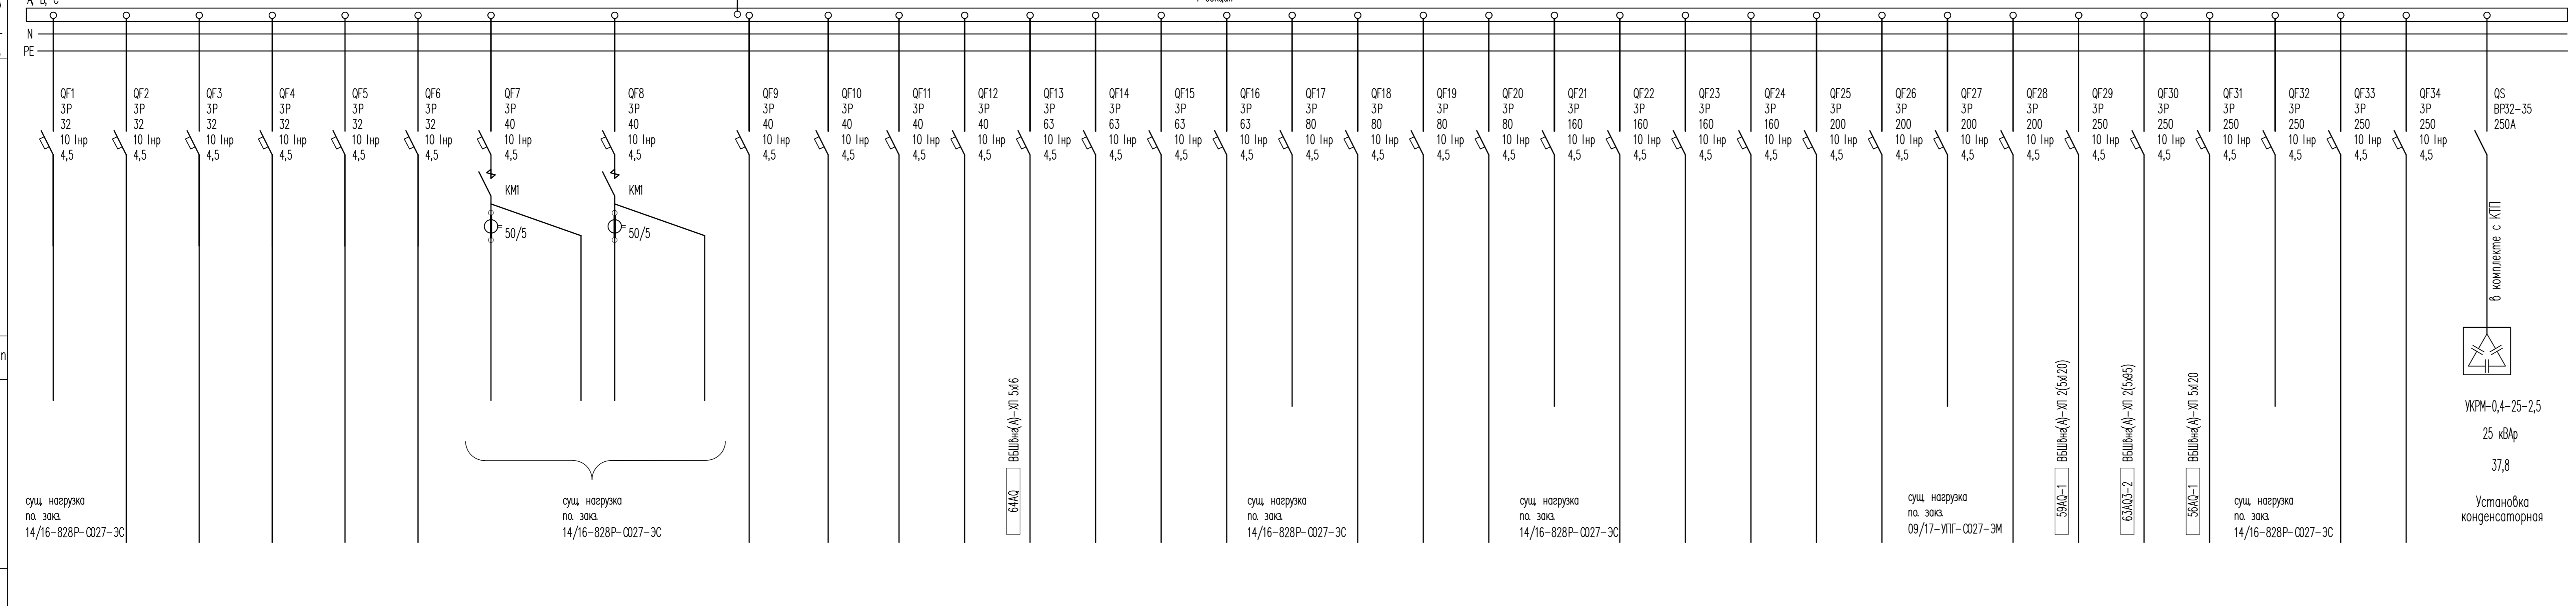 N
PE
QF1
3P
32
10 Iнр
4,5
QF2
3P
32
10 Iнр
4,5
QF3
3P
32
10 Iнр
4,5
QF4
3P
32
10 Iнр
4,5
QF5
3P
32
10 Iнр
4,5
QF6
3P
32
10 Iнр
4,5
QF7
3P
40
10 Iнр
4,5
KM1
50/5
QF8
3P
40
10 Iнр
4,5
KM1
50/5
QF9
3P
40
10 Iнр
4,5
QF10
3P
40
10 Iнр
4,5
QF11
3P
40
10 Iнр
4,5
QF12
3P
40
10 Iнр
4,5
QF13
3P
63
10 Iнр
4,5
QF14
3P
63
10 Iнр
4,5
QF15
3P
63
10 Iнр
4,5
QF16
3P
63
10 Iнр
4,5
QF17
3P
80
10 Iнр
4,5
QF18
3P
80
10 Iнр
4,5
QF19
3P
80
10 Iнр
4,5
QF20
3P
80
10 Iнр
4,5
QF21
3P
160
10 Iнр
4,5
QF22
3P
160
10 Iнр
4,5
QF23
3P
160
10 Iнр
4,5
QF24
3P
160
10 Iнр
4,5
QF25
3P
200
10 Iнр
4,5
QF26
3P
200
10 Iнр
4,5
QF27
3P
200
10 Iнр
4,5
QF28
3P
200
10 Iнр
4,5
QF29
3P
250
10 Iнр
4,5
QF30
3P
250
10 Iнр
4,5
QF31
3P
250
10 Iнр
4,5
QF32
3P
250
10 Iнр
4,5
QF33
3P
250
10 Iнр
4,5
QF34
3P
250
10 Iнр
4,5
QS
ВР32-35
250А
в комплекте с КТП
сущ. нагрузка
по. зак.
14/16-828Р-С027-ЭС
сущ. нагрузка
по. зак.
14/16-828Р-С027-ЭС
64AQ ВБШвнг(А)-ХЛ 5х16
сущ. нагрузка
по. зак.
14/16-828Р-С027-ЭС
сущ. нагрузка
по. зак.
14/16-828Р-С027-ЭС
сущ. нагрузка
по. зак.
09/17-УПГ-С027-ЭМ
59AQ-1 ВБШвнг(А)-ХЛ 2(5х120)
63AQ3-2 ВБШвнг(А)-ХЛ 2(5х95)
56AQ-1 ВБШвнг(А)-ХЛ 5х120
сущ. нагрузка
по. зак.
14/16-828Р-С027-ЭС
УКРМ-0,4-25-2,5
25 кВАр
37,8
Установка
конденсаторная